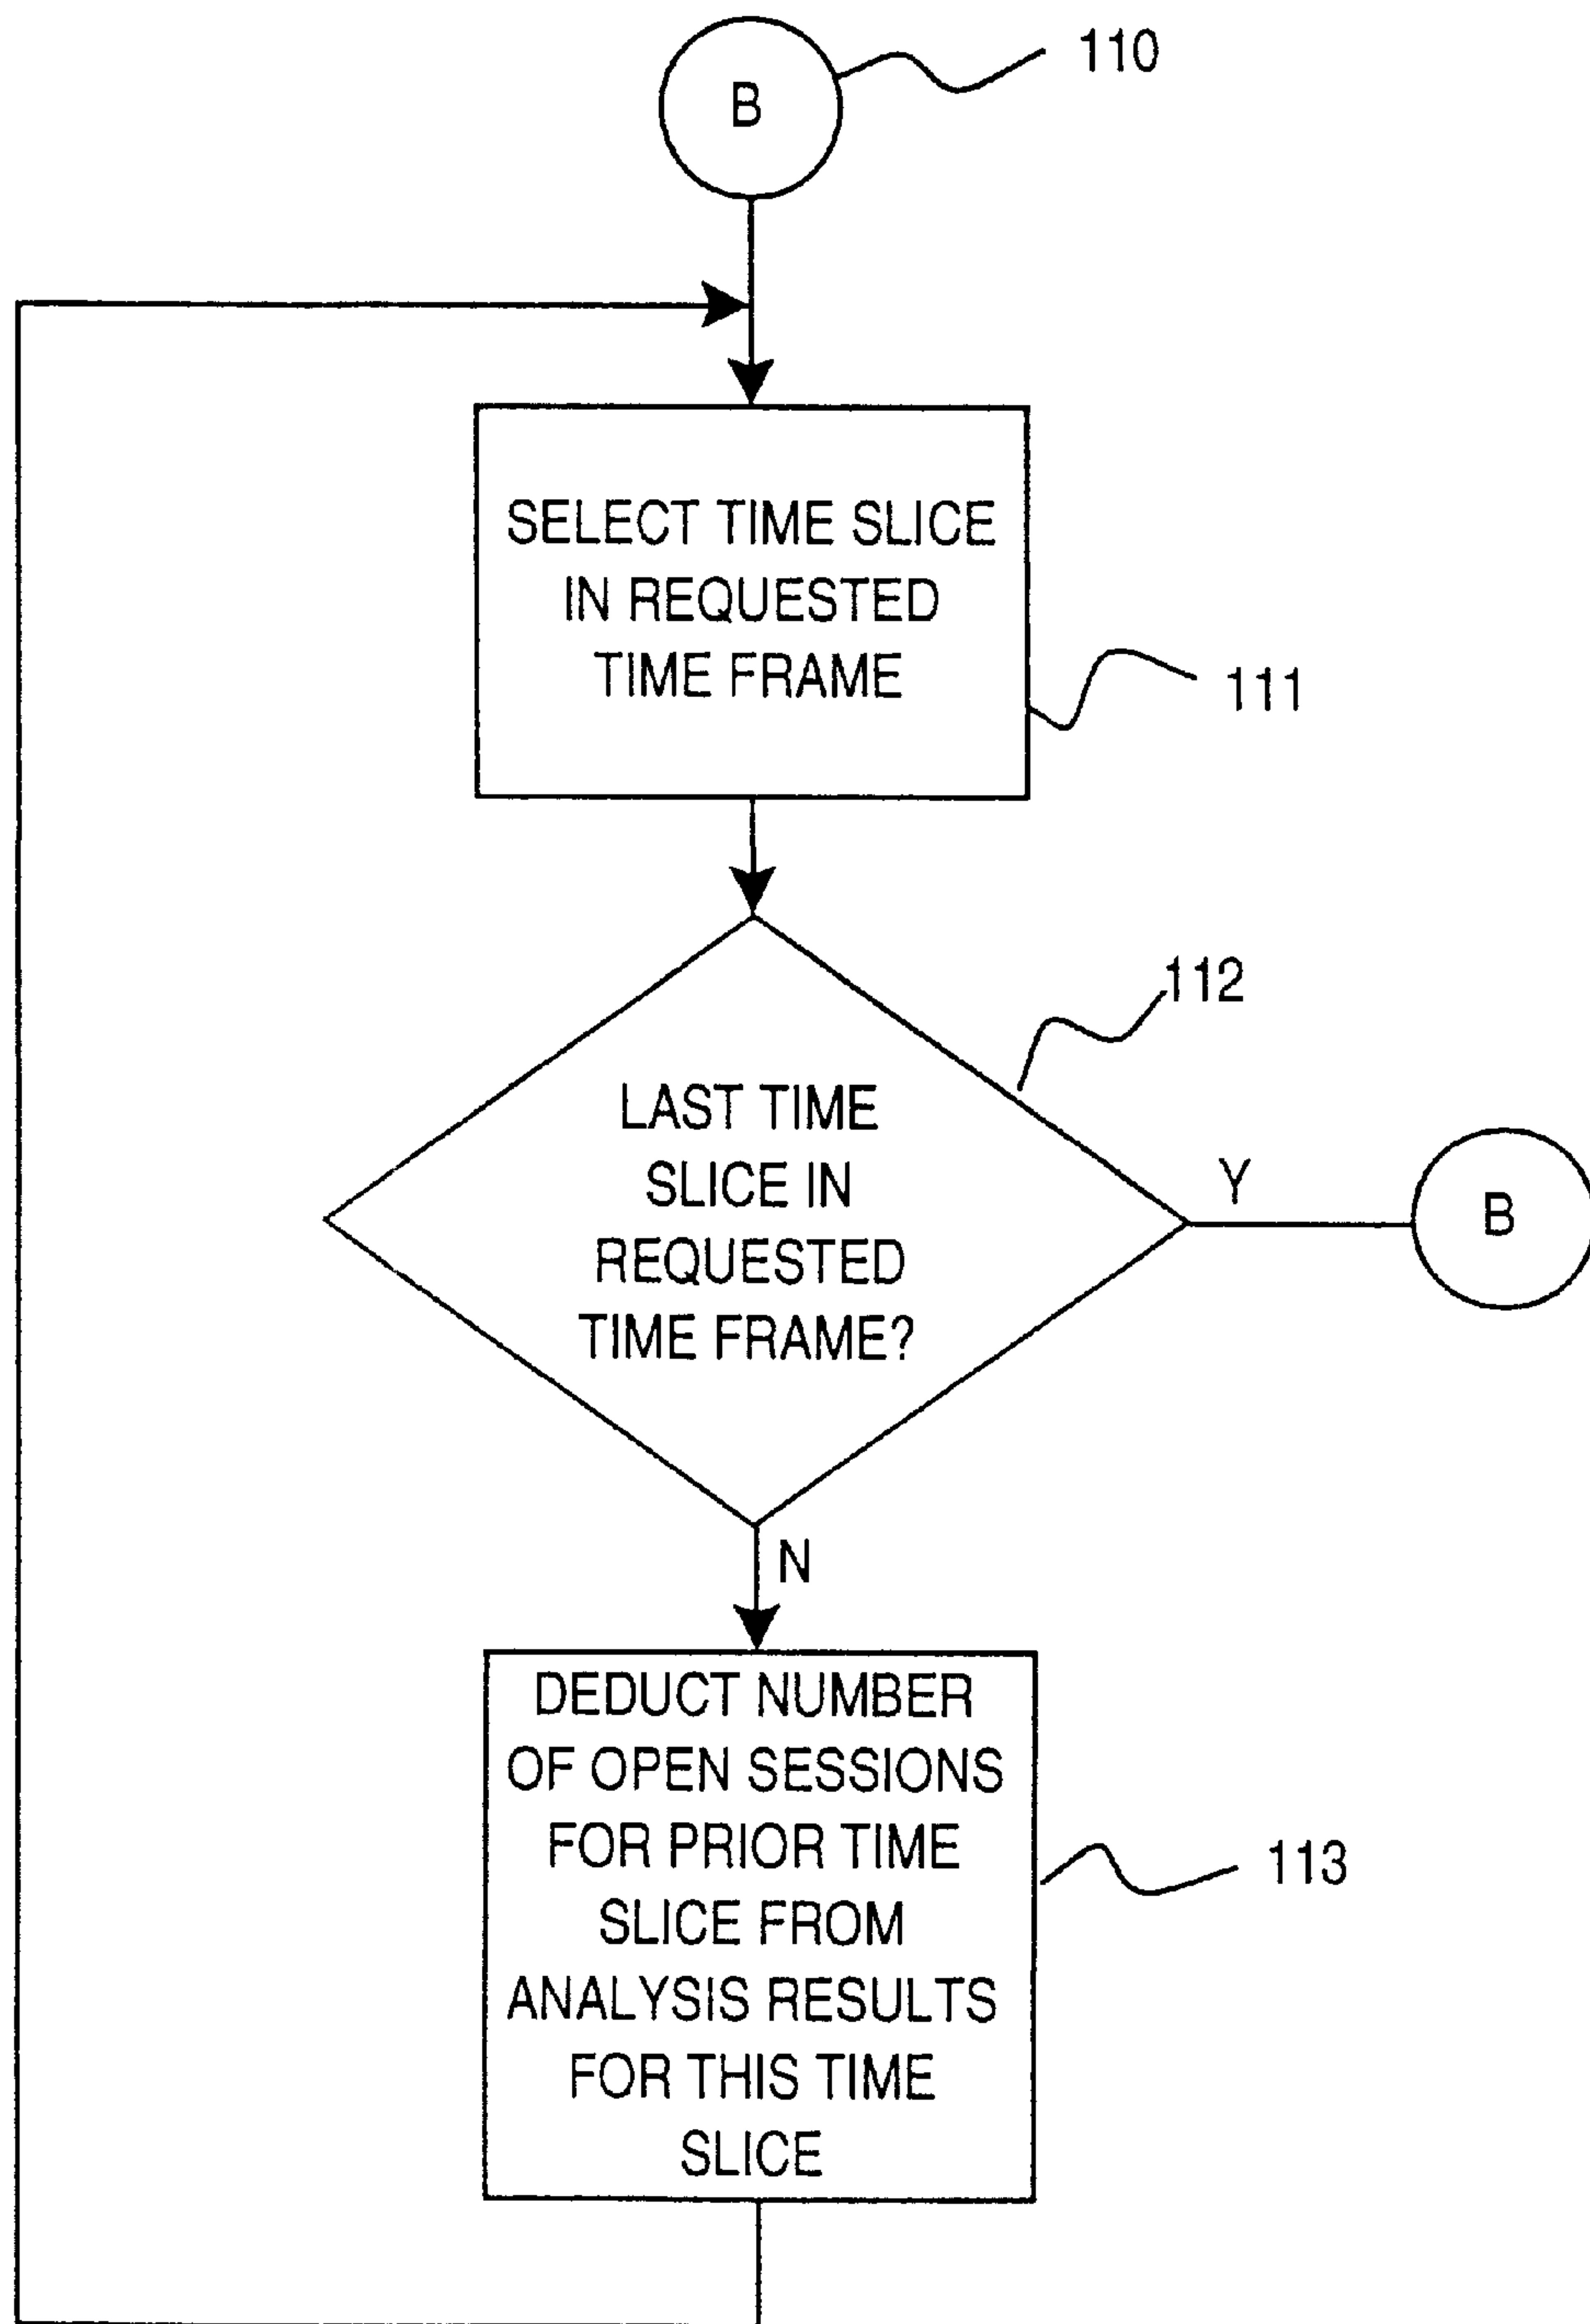 B
110
SELECT TIME SLICE
IN REQUESTED
TIME FRAME
111
112
LAST TIME
SLICE IN
REQUESTED
TIME FRAME?
Y
B
N
DEDUCT NUMBER
OF OPEN SESSIONS
FOR PRIOR TIME
SLICE FROM
ANALYSIS RESULTS
FOR THIS TIME
SLICE
113